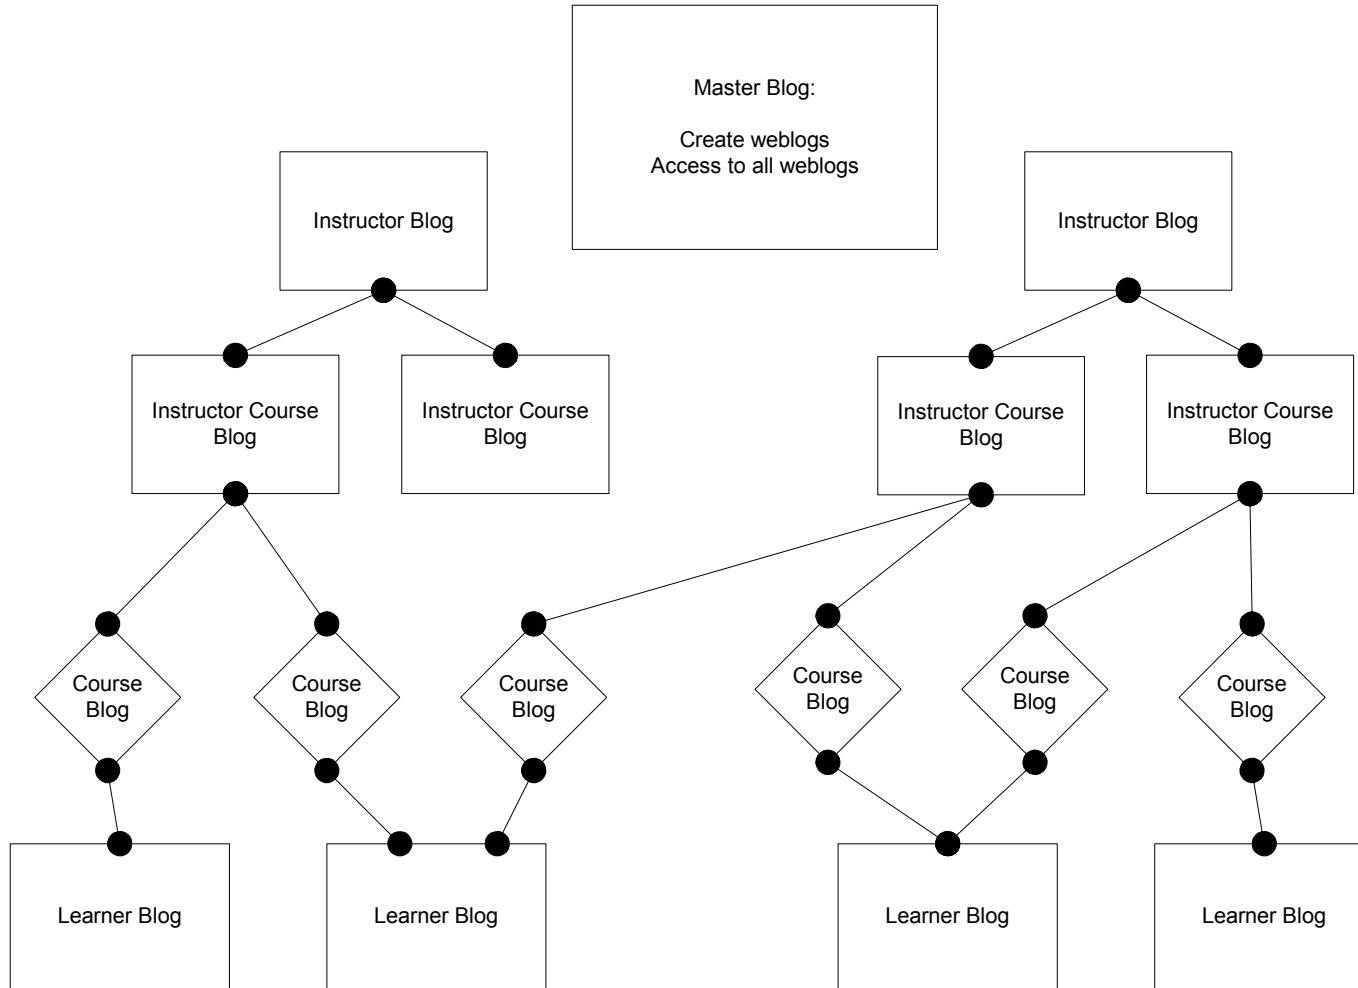 Master Blog:
Create weblogs
Access to all weblogs
Instructor Blog
Instructor Blog
Instructor Course
Blog
Instructor Course
Blog
Instructor Course
Blog
Instructor Course
Blog
Course
Blog
Course
Blog
Course
Blog
Course
Blog
Course
Blog
Course
Blog
Learner Blog
Learner Blog
Learner Blog
Learner Blog